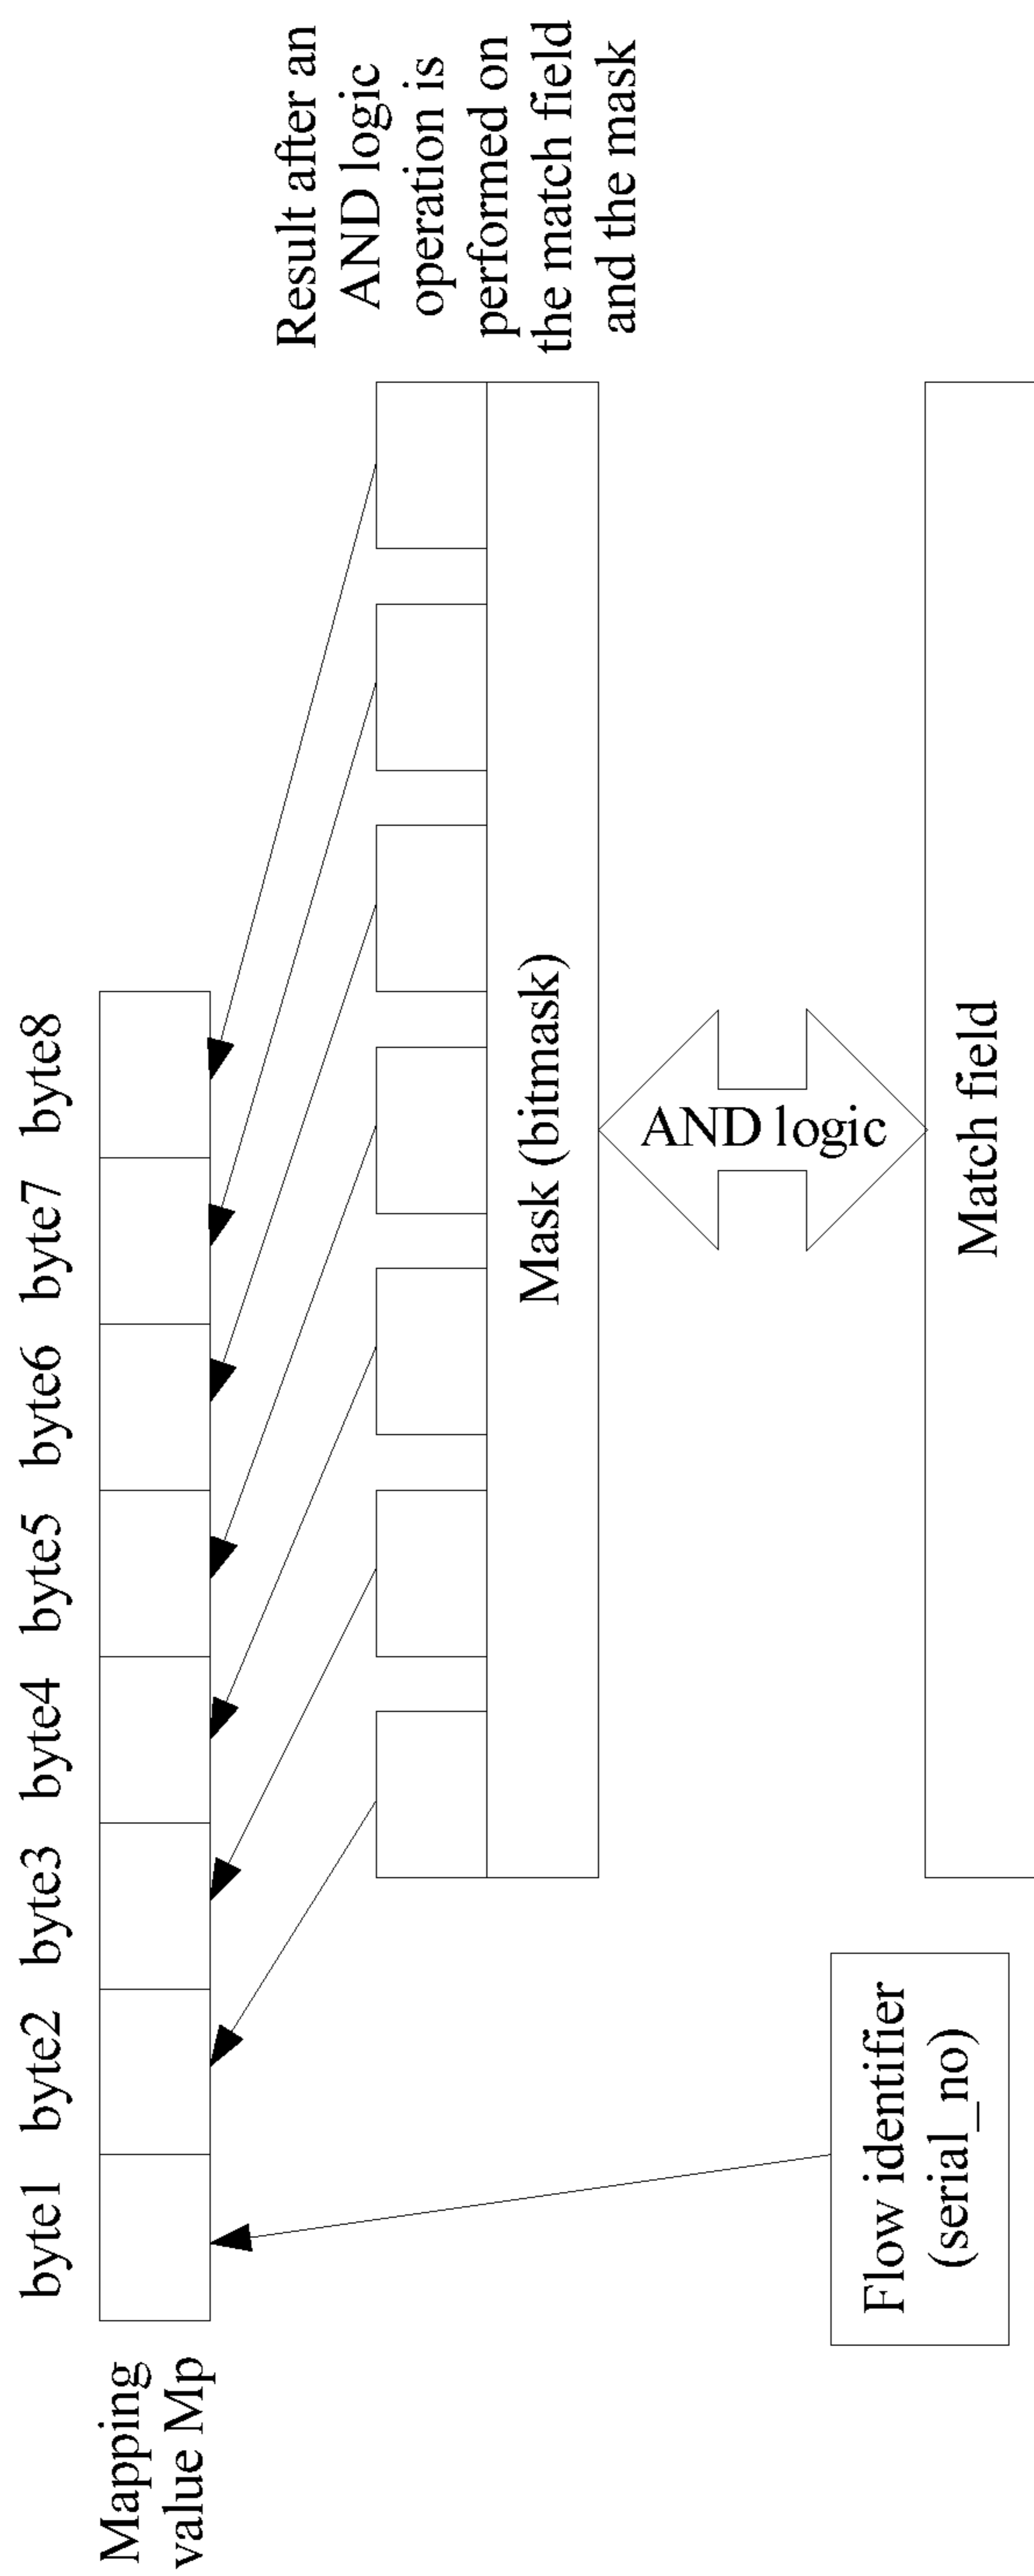 byte1 byte2 byte3 byte4 byte5 byte6 byte7 byte8
Mapping
value Mp
Result after an
AND logic
operation is
performed on
the match field
and the mask
Mask (bitmask)
AND logic
Flow identifier
(serial_no)
Match field